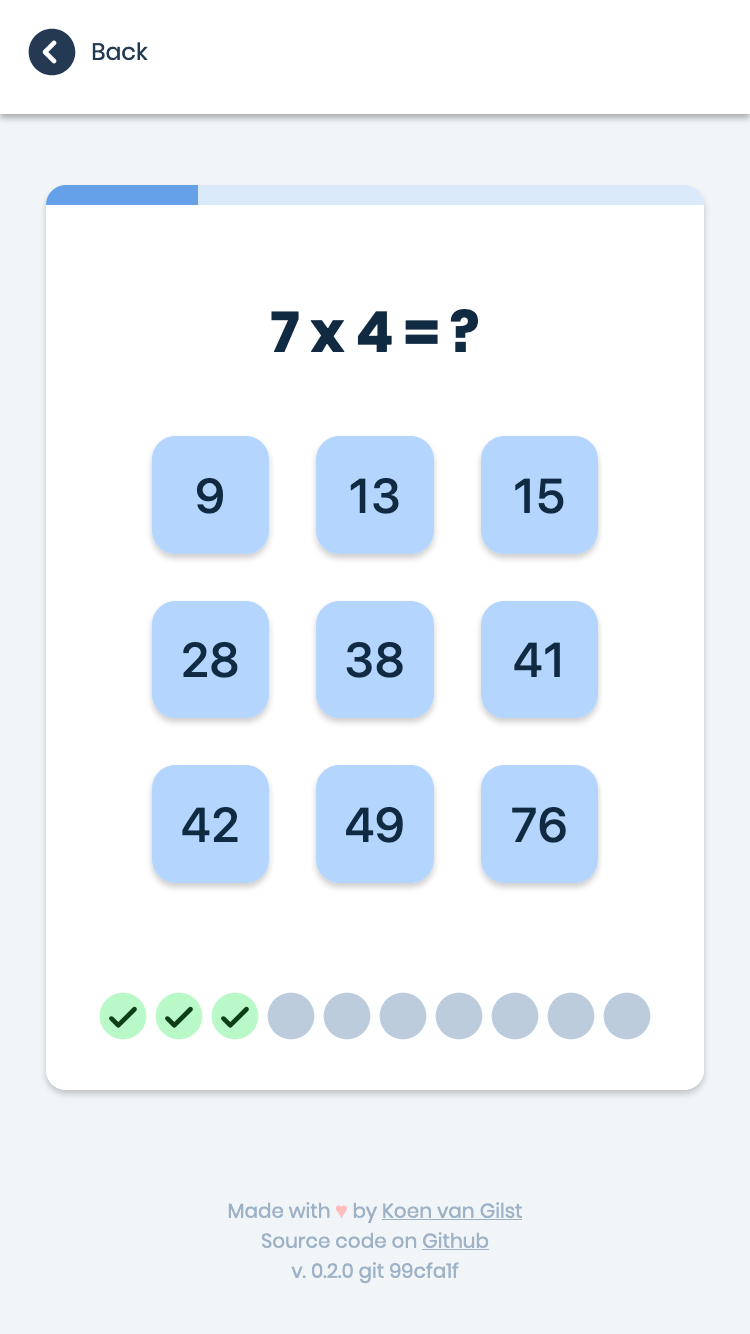 Back
7 x 4 = ?
9 13 15
28 38 41
42 49 76
Made with ♥ by Koen van Gilst
Source code on Github
v. 0.2.0 git 99cfa1f